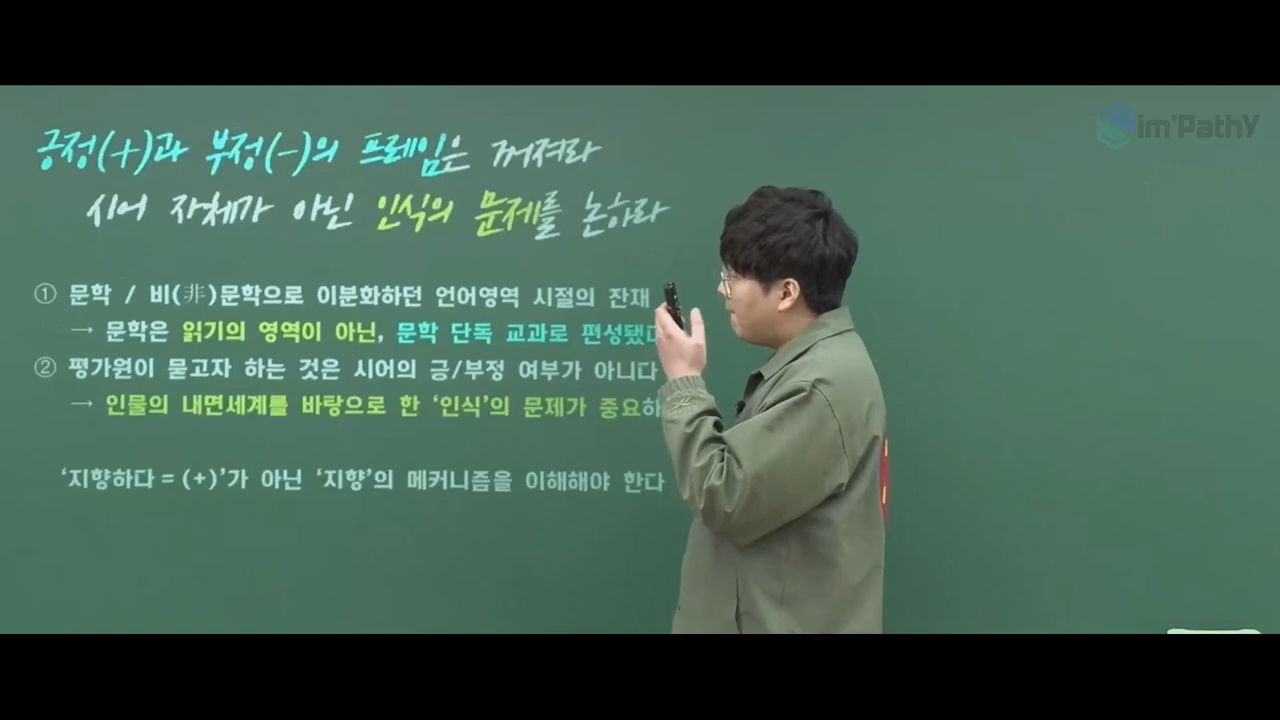 긍정(+)과 부정(-)의 프레임은 꺼져라
시어 자체가 아닌 인식의 문제를 논하라
① 문학 / 비(非)문학으로 이분화하던 언어영역 시절의 잔재
→ 문학은 읽기의 영역이 아닌, 문학 단독 교과로 편성됐
② 평가원이 묻고자 하는 것은 시어의 긍/부정 여부가 아니다
→ 인물의 내면세계를 바탕으로 한 ‘인식’의 문제가 중요하
‘지향하다 = (+)’가 아닌 ‘지향’의 메커니즘을 이해해야 한다
im'PathY